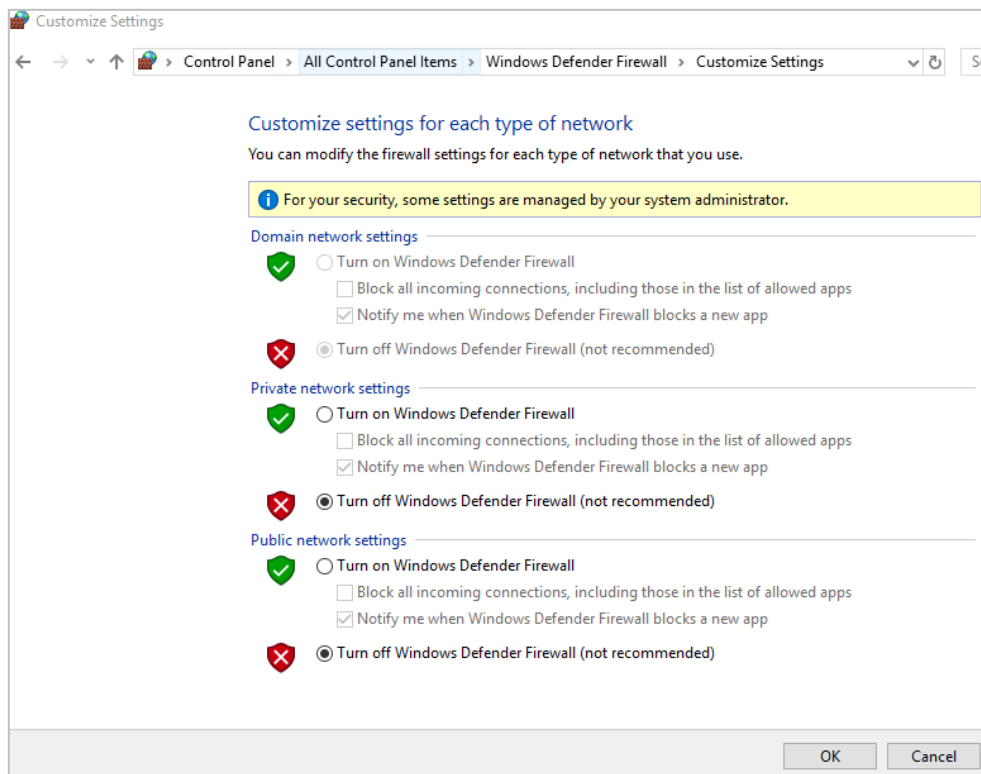 Customize Settings
Control Panel > All Control Panel Items > Windows Defender Firewall > Customize Settings
Customize settings for each type of network
You can modify the firewall settings for each type of network that you use.
For your security, some settings are managed by your system administrator.
Domain network settings
Turn on Windows Defender Firewall
Block all incoming connections, including those in the list of allowed apps
Notify me when Windows Defender Firewall blocks a new app
Turn off Windows Defender Firewall (not recommended)
Private network settings
Turn on Windows Defender Firewall
Block all incoming connections, including those in the list of allowed apps
Notify me when Windows Defender Firewall blocks a new app
Turn off Windows Defender Firewall (not recommended)
Public network settings
Turn on Windows Defender Firewall
Block all incoming connections, including those in the list of allowed apps
Notify me when Windows Defender Firewall blocks a new app
Turn off Windows Defender Firewall (not recommended)
OK Cancel